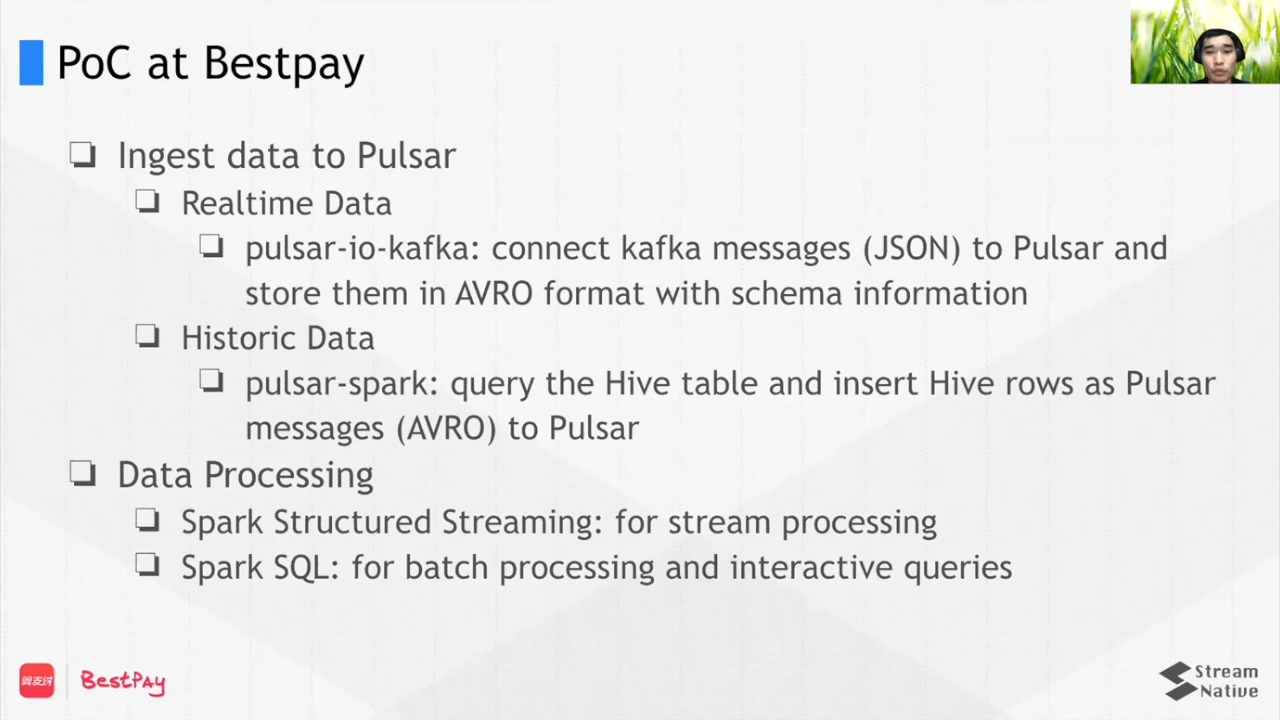 PoC at Bestpay
❏ Ingest data to Pulsar
❏ Realtime Data
❏ pulsar-io-kafka: connect kafka messages (JSON) to Pulsar and
store them in AVRO format with schema information
❏ Historic Data
❏ pulsar-spark: query the Hive table and insert Hive rows as Pulsar
messages (AVRO) to Pulsar
❏ Data Processing
❏ Spark Structured Streaming: for stream processing
❏ Spark SQL: for batch processing and interactive queries
翼支付
BestPay
Stream
Native